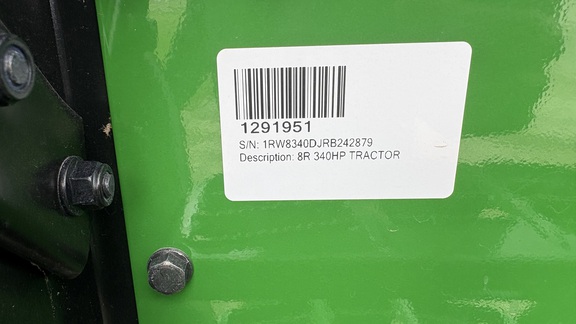 1291951
S/N: 1RW8340DJRB242879
Description: 8R 340HP TRACTOR